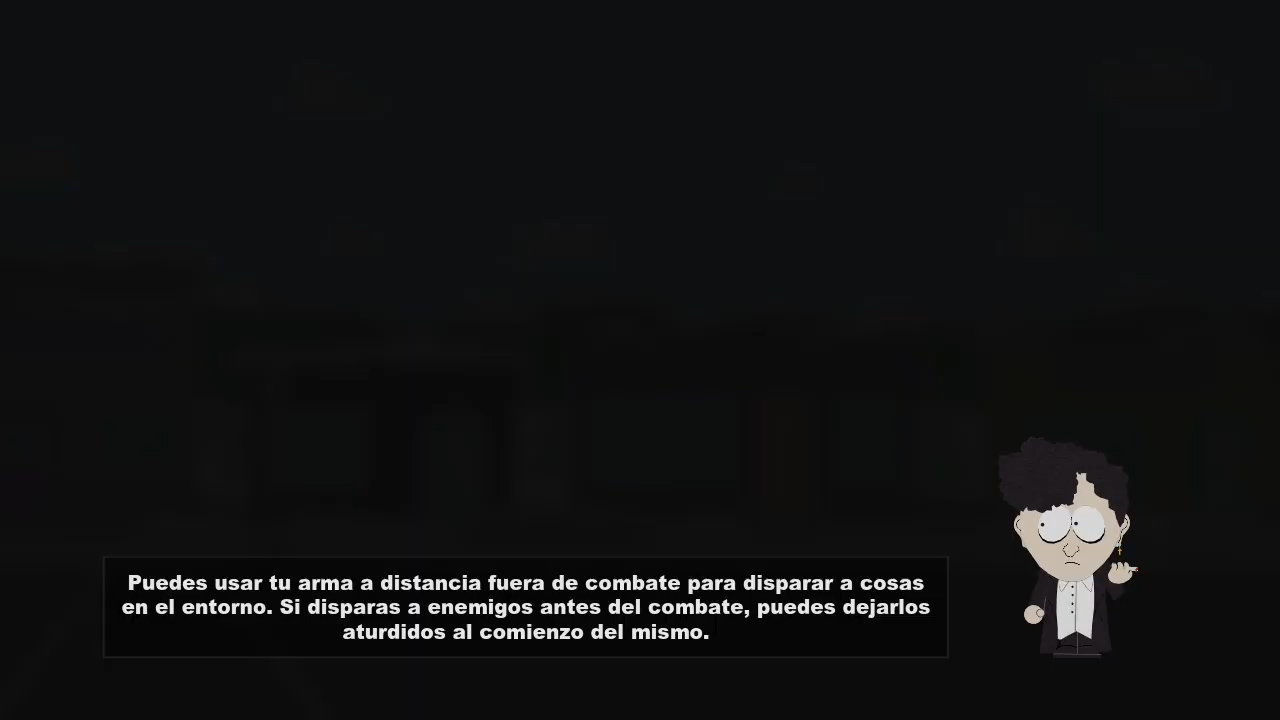 Puedes usar tu arma a distancia fuera de combate para disparar a cosas
en el entorno. Si disparas a enemigos antes del combate, puedes dejarlos
aturdidos al comienzo del mismo.